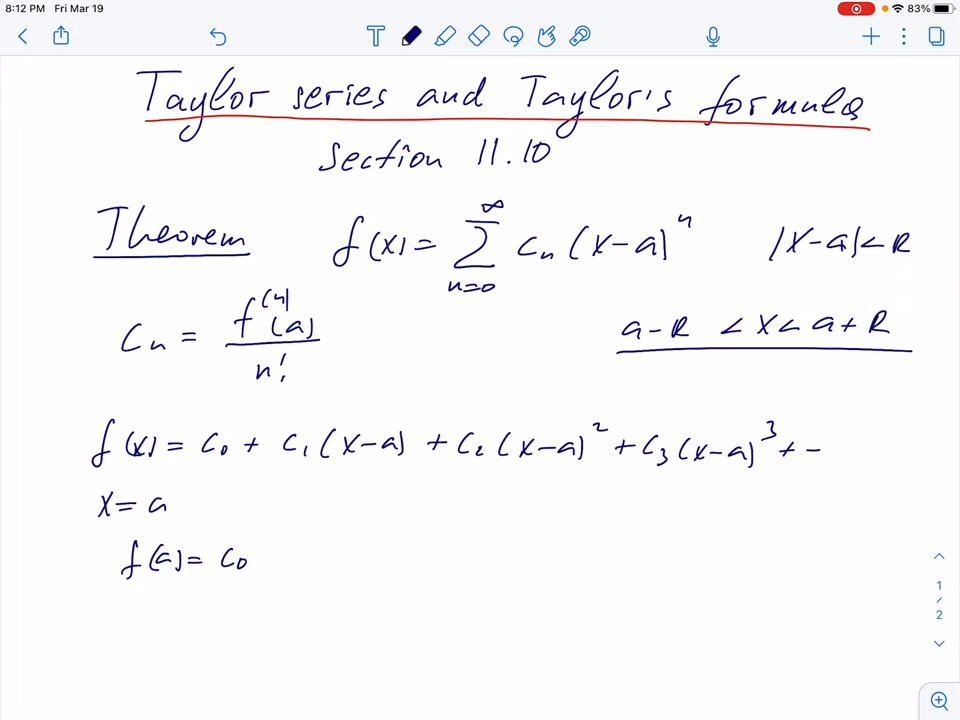 8:12 PM Fri Mar 19 83%
Taylor series and Taylor's formula
section 11.10
Theorem f(x) = ∑_{n=0}^{∞} c_n (x-a)^n |x-a| < R
C_n = f^{(n)}(a) / n! a-R < x < a+R
f(x) = c_0 + c_1 (x-a) + c_2 (x-a)^2 + c_3 (x-a)^3 + -
x = a
f(a) = c_0
1
/
2